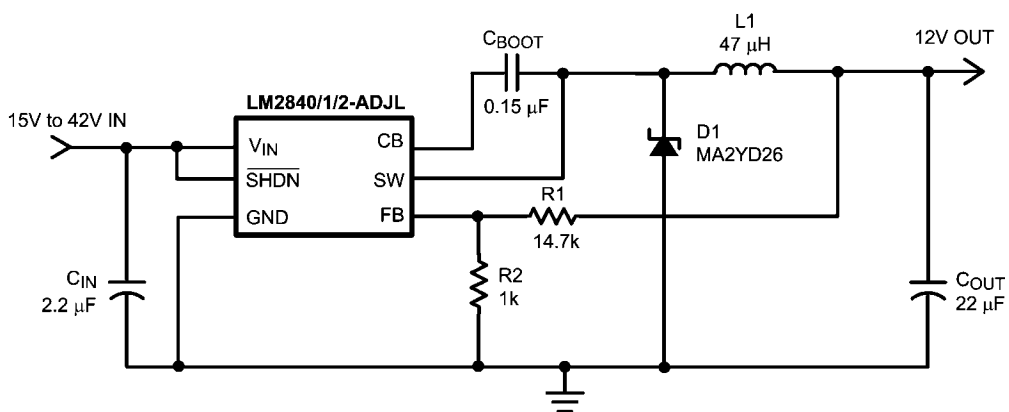 L1
47 μH
12V OUT
CBOOT
0.15 μF
LM2840/1/2-ADJL
15V to 42V IN
VIN
SHDN
GND
CB
SW
FB
D1
MA2YD26
R1
14.7k
R2
1k
CIN
2.2 μF
COUT
22 μF